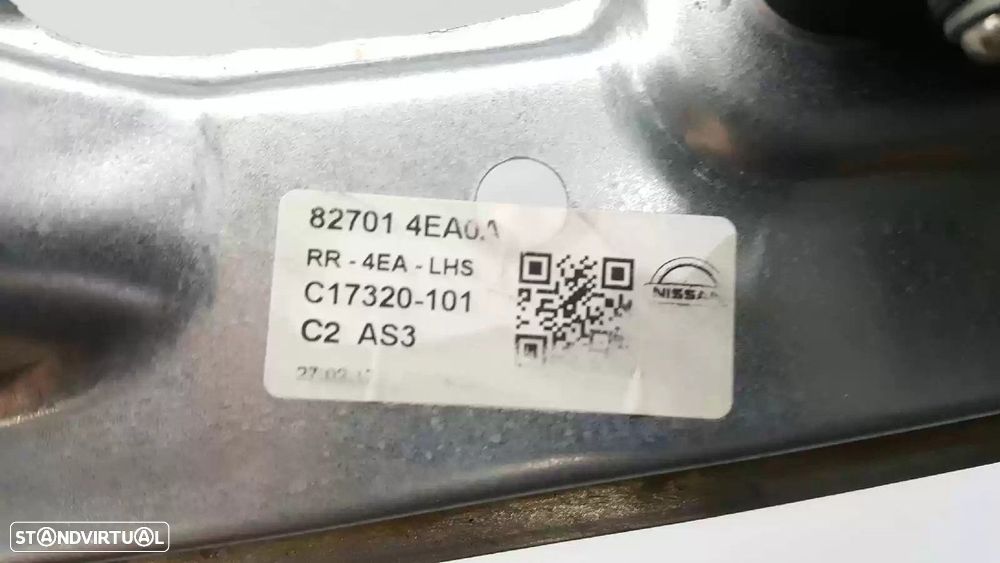 82701 4EA0A
RR - 4EA - LHS
C17320-101
C2 AS3
NISSAN
STANDVIRTUAL